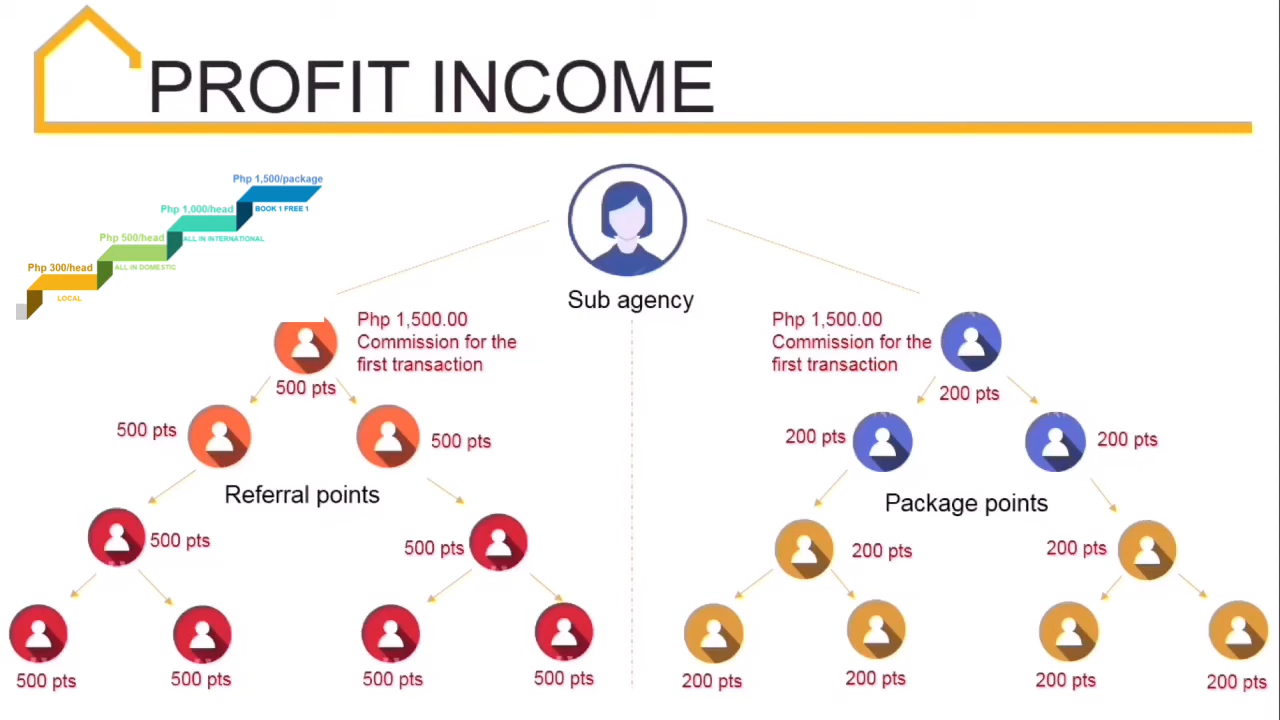 PROFIT INCOME
Php 1,500/package
BOOK 1 FREE 1
Php 1,000/head
ALL IN INTERNATIONAL
Php 500/head
ALL IN DOMESTIC
Php 300/head
LOCAL
Sub agency
Php 1,500.00
Commission for the
first transaction
500 pts
500 pts
500 pts
Referral points
500 pts
500 pts
500 pts
500 pts
500 pts
500 pts
Php 1,500.00
Commission for the
first transaction
200 pts
200 pts
200 pts
Package points
200 pts
200 pts
200 pts
200 pts
200 pts
200 pts